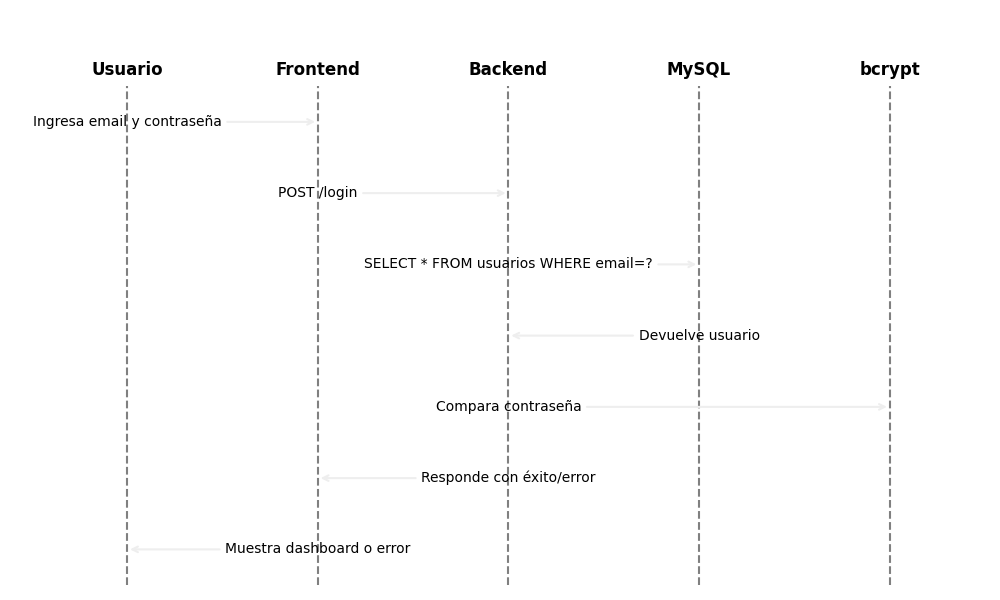 Usuario Frontend Backend MySQL bcrypt
Ingresa email y contraseña
POST /login
SELECT * FROM usuarios WHERE email=?
Devuelve usuario
Compara contraseña
Responde con éxito/error
Muestra dashboard o error